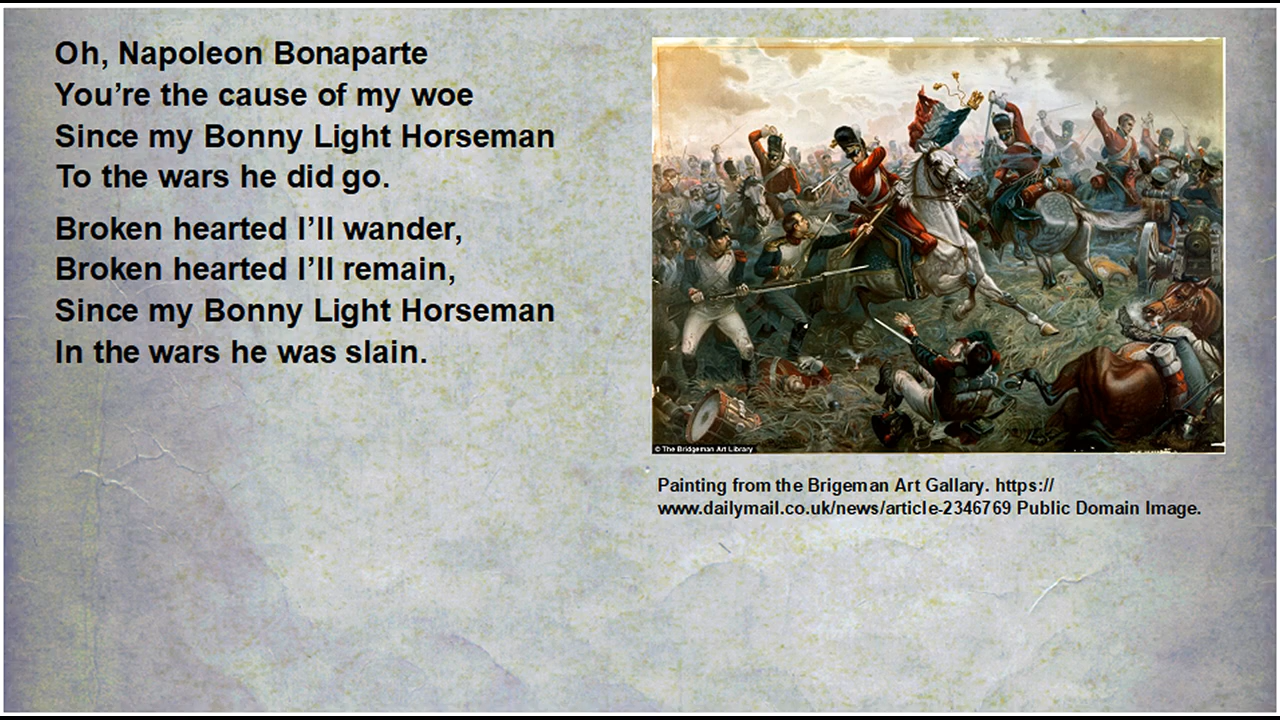 Oh, Napoleon Bonaparte
You’re the cause of my woe
Since my Bonny Light Horseman
To the wars he did go.
Broken hearted I’ll wander,
Broken hearted I’ll remain,
Since my Bonny Light Horseman
In the wars he was slain.
© The Bridgeman Art Library
Painting from the Brigeman Art Gallary. https://
www.dailymail.co.uk/news/article-2346769 Public Domain Image.